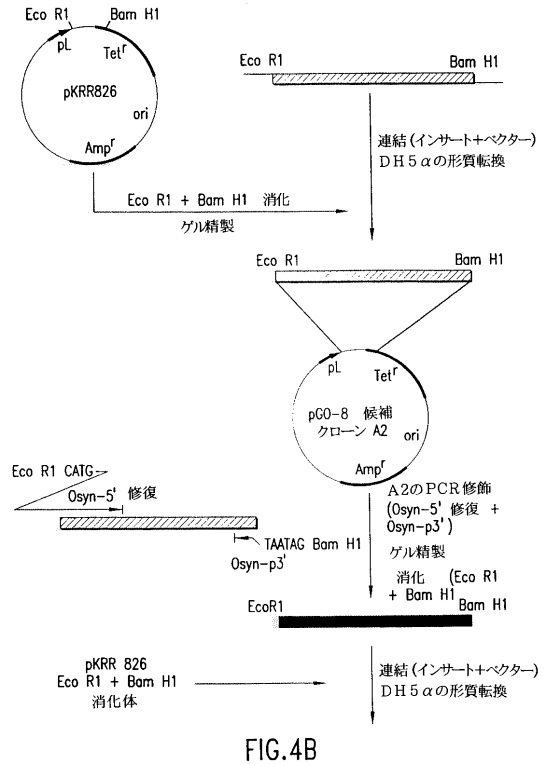 Eco R1
Bam H1
pL
Tetr
pKRR826
ori
Ampr
Eco R1
Bam H1
連結(インサート+ベクター)
DH5αの形質転換
Eco R1 + Bam H1 消化
ゲル精製
Eco R1
Bam H1
pL
Tetr
pGO-8 候補
クローン A2
ori
Ampr
Eco R1 CATG
Osyn-5' 修復
TAATAG Bam H1
Osyn-p3'
A2のPCR修飾
(Osyn-5' 修復 +
Osyn-p3')
ゲル精製
消化 (Eco R1
+ Bam H1)
EcoR1
Bam H1
pKRR 826
Eco R1 + Bam H1
消化体
連結(インサート+ベクター)
DH5αの形質転換
FIG.4B